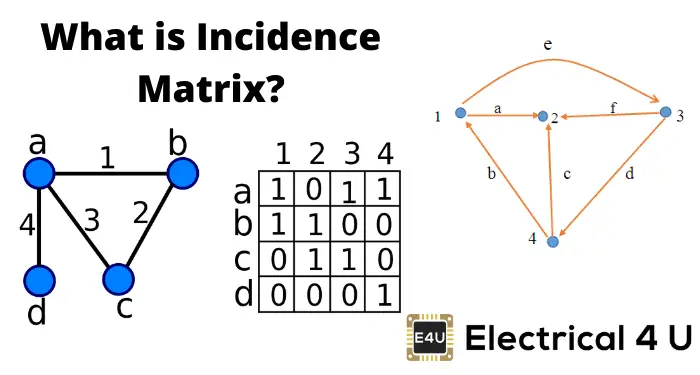 What is Incidence
Matrix?
a 1 b
4 3 2
d c
1 2 3 4
a 1 0 1 1
b 1 1 0 0
c 0 1 1 0
d 0 0 0 1
e
1 a 2 f 3
b c d
4
E4U Electrical 4 U